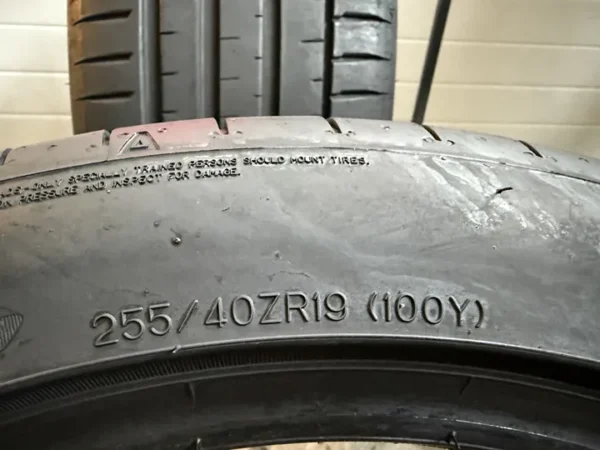 ONLY SPECIALLY TRAINED PERSONS SHOULD MOUNT TIRES.
PRESSURE AND INSPECT FOR DAMAGE.
255/40ZR19 (100Y)